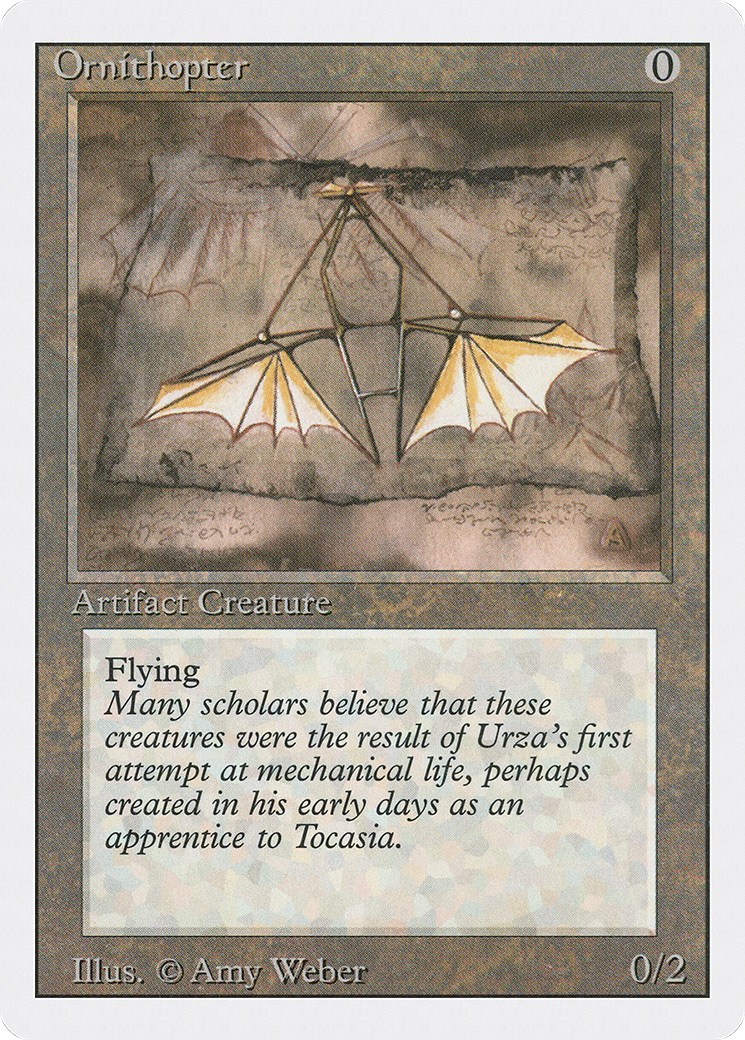 Ornithopter 0
Artifact Creature
Flying
Many scholars believe that these
creatures were the result of Urza's first
attempt at mechanical life, perhaps
created in his early days as an
apprentice to Tocasia.
Illus. © Amy Weber 0/2